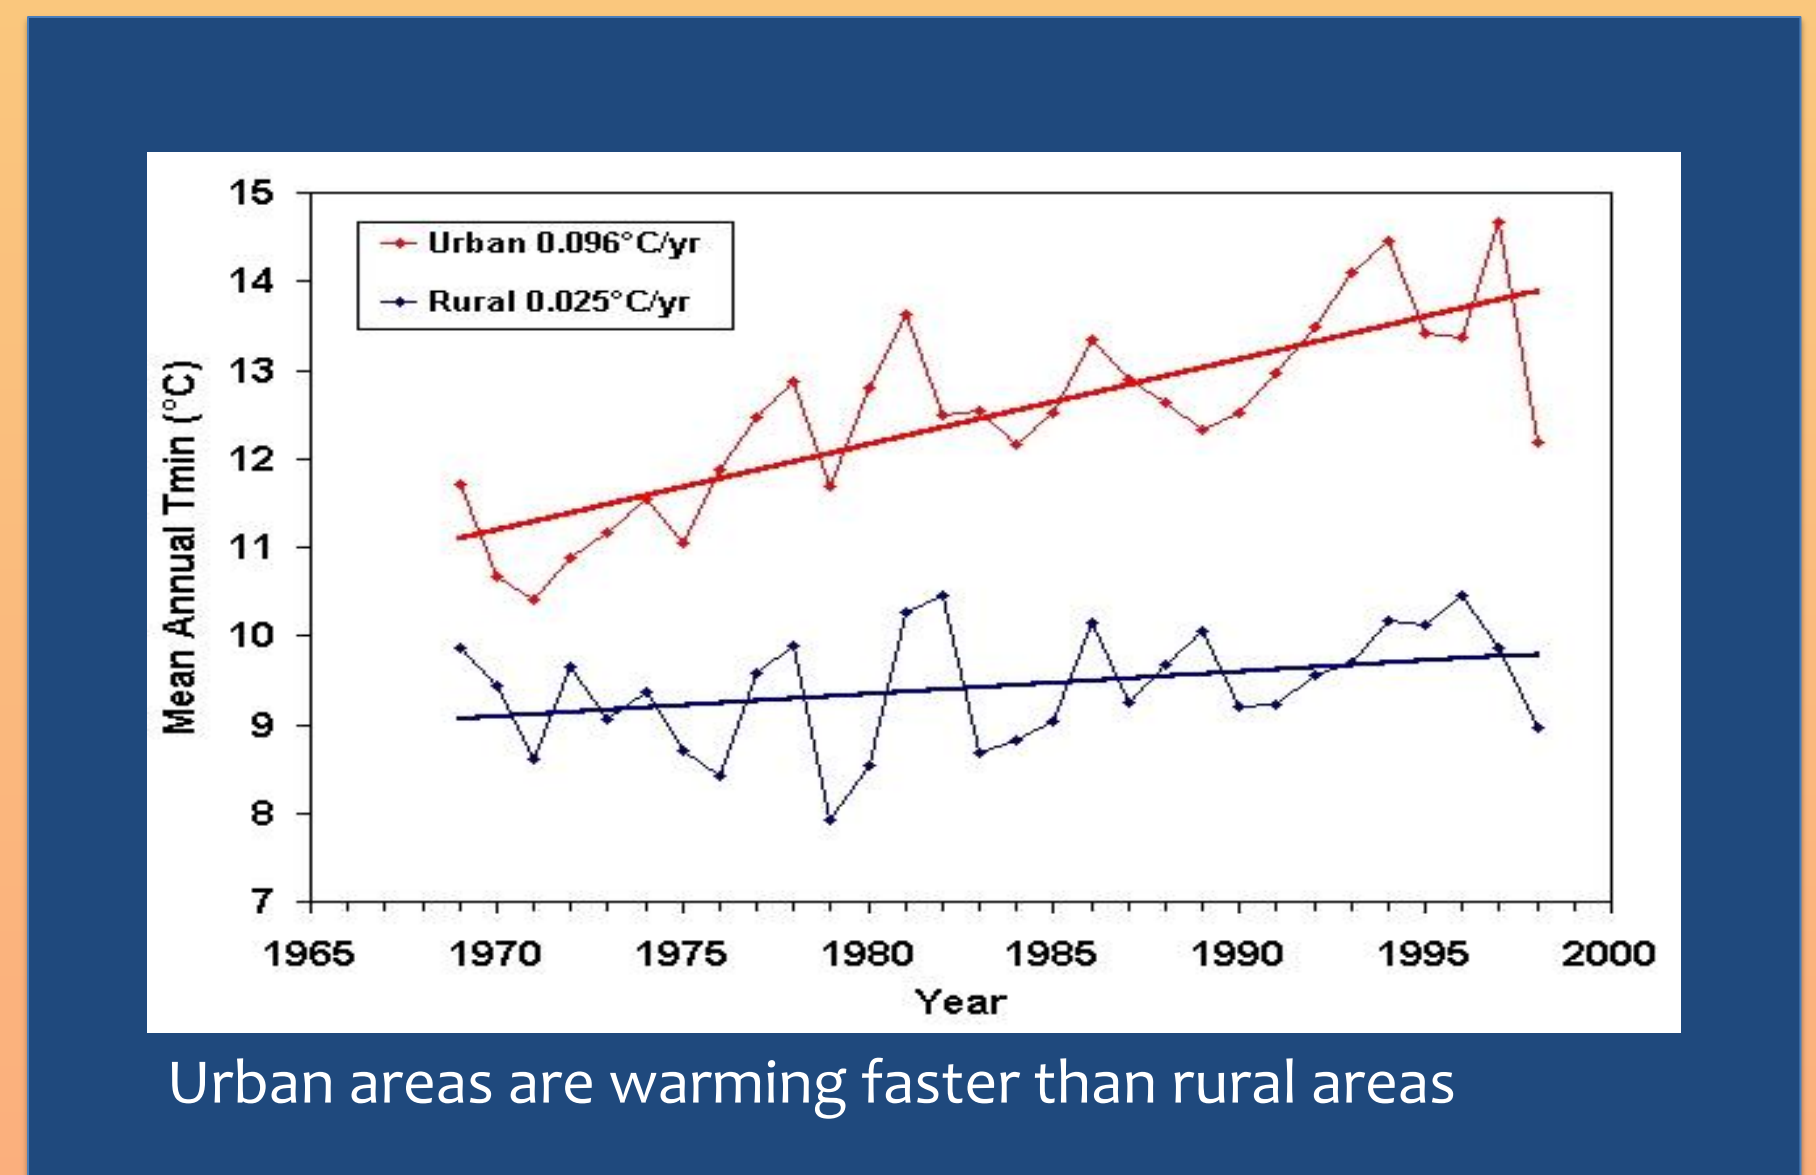 15
Urban 0.096°C/yr
14
Rural 0.025°C/yr
13
12
11
10
9
8
7
Mean Annual Tmin (°C)
1965 1970 1975 1980 1985 1990 1995 2000
Year
Urban areas are warming faster than rural areas